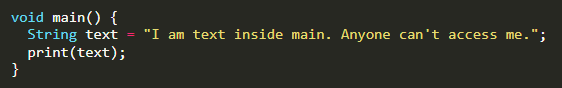 void main() {
  String text = "I am text inside main. Anyone can't access me.";
  print(text);
}